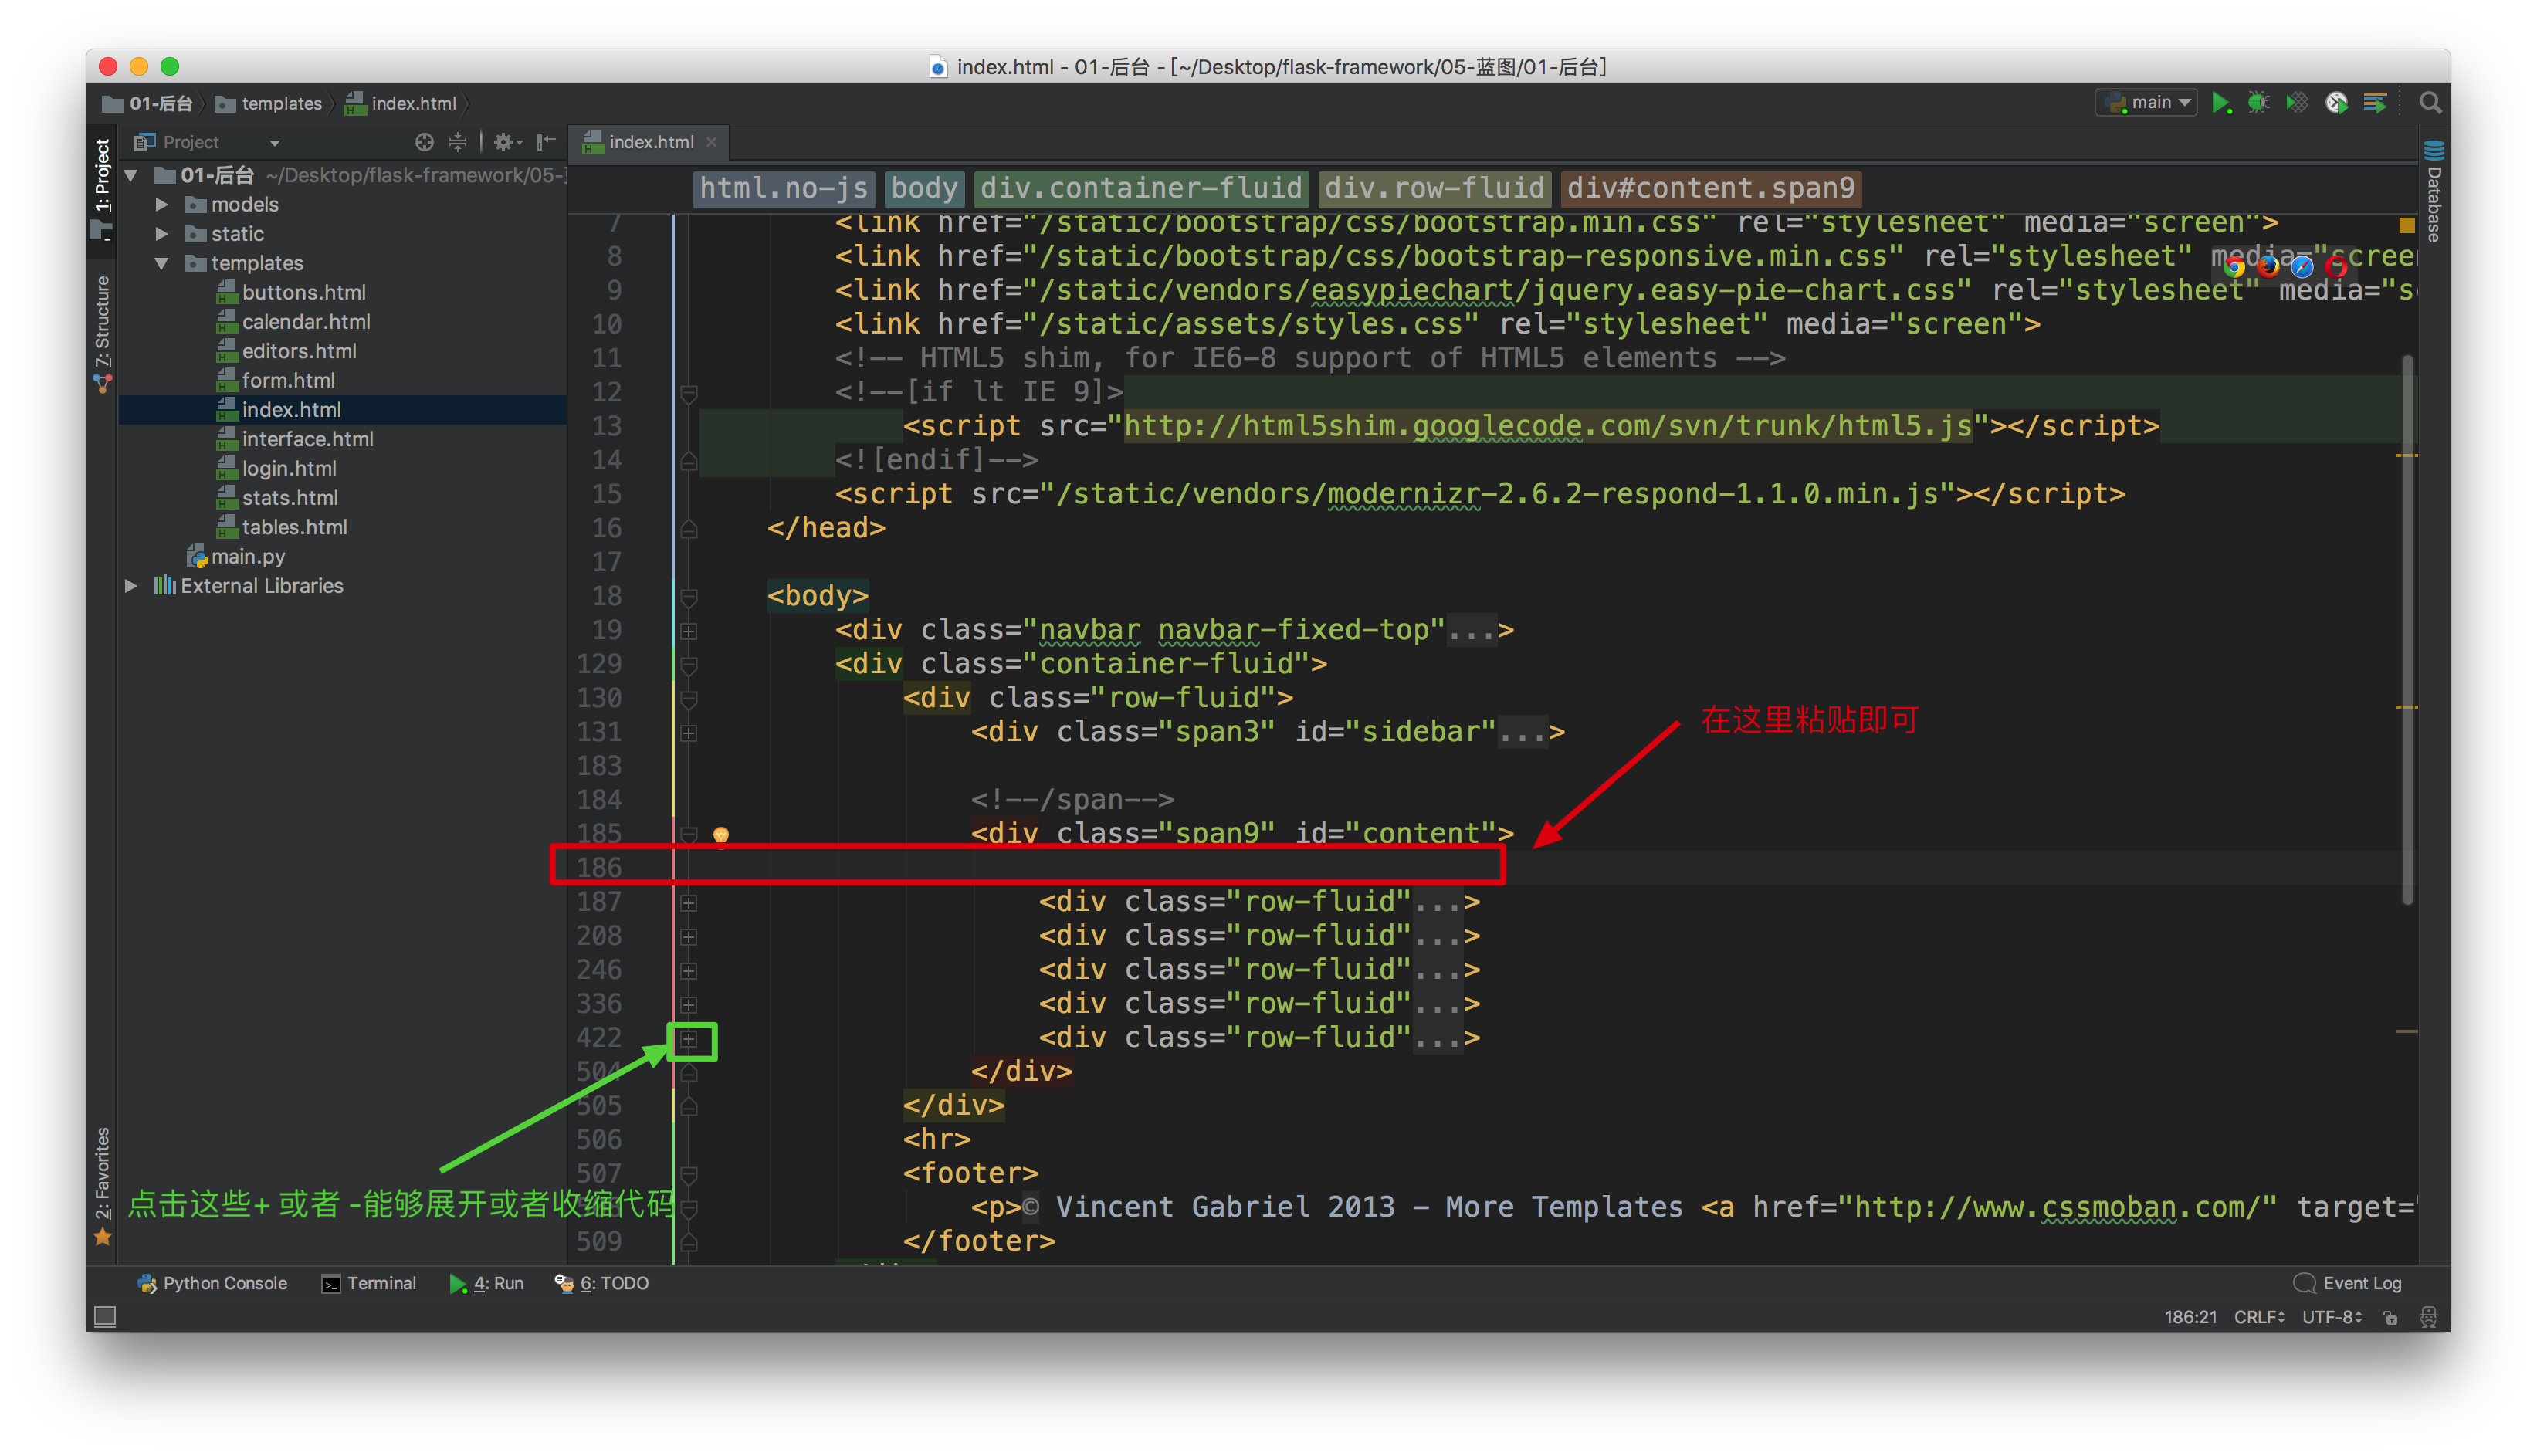 index.html - 01-后台 - [~/Desktop/flask-framework/05-蓝图/01-后台]
01-后台 templates index.html
main
Project
index.html
1: Project
7: Structure
2: Favorites
Database
01-后台 ~/Desktop/flask-framework/05-
models
static
templates
buttons.html
calendar.html
editors.html
form.html
index.html
interface.html
login.html
stats.html
tables.html
main.py
External Libraries
html.no-js body div.container-fluid div.row-fluid div#content.span9
7 <link href="/static/bootstrap/css/bootstrap.min.css" rel="stylesheet" media="screen">
8 <link href="/static/bootstrap/css/bootstrap-responsive.min.css" rel="stylesheet" media="scree
9 <link href="/static/vendors/easypiechart/jquery.easy-pie-chart.css" rel="stylesheet" media="s
10 <link href="/static/assets/styles.css" rel="stylesheet" media="screen">
11 <!-- HTML5 shim, for IE6-8 support of HTML5 elements -->
12 <!--[if lt IE 9]>
13 <script src="http://html5shim.googlecode.com/svn/trunk/html5.js"></script>
14 <![endif]-->
15 <script src="/static/vendors/modernizr-2.6.2-respond-1.1.0.min.js"></script>
16 </head>
17
18 <body>
19 <div class="navbar navbar-fixed-top"...>
129 <div class="container-fluid">
130 <div class="row-fluid">
131 <div class="span3" id="sidebar"...>
在这里粘贴即可
183
184 <!--/span-->
185 <div class="span9" id="content">
186
187 <div class="row-fluid"...>
208 <div class="row-fluid"...>
246 <div class="row-fluid"...>
336 <div class="row-fluid"...>
422 <div class="row-fluid"...>
504 </div>
505 </div>
506 <hr>
507 <footer>
点击这些+ 或者 -能够展开或者收缩代码
<p>© Vincent Gabriel 2013 - More Templates <a href="http://www.cssmoban.com/" target="
509 </footer>
Python Console Terminal 4: Run 6: TODO Event Log
186:21 CRLF UTF-8